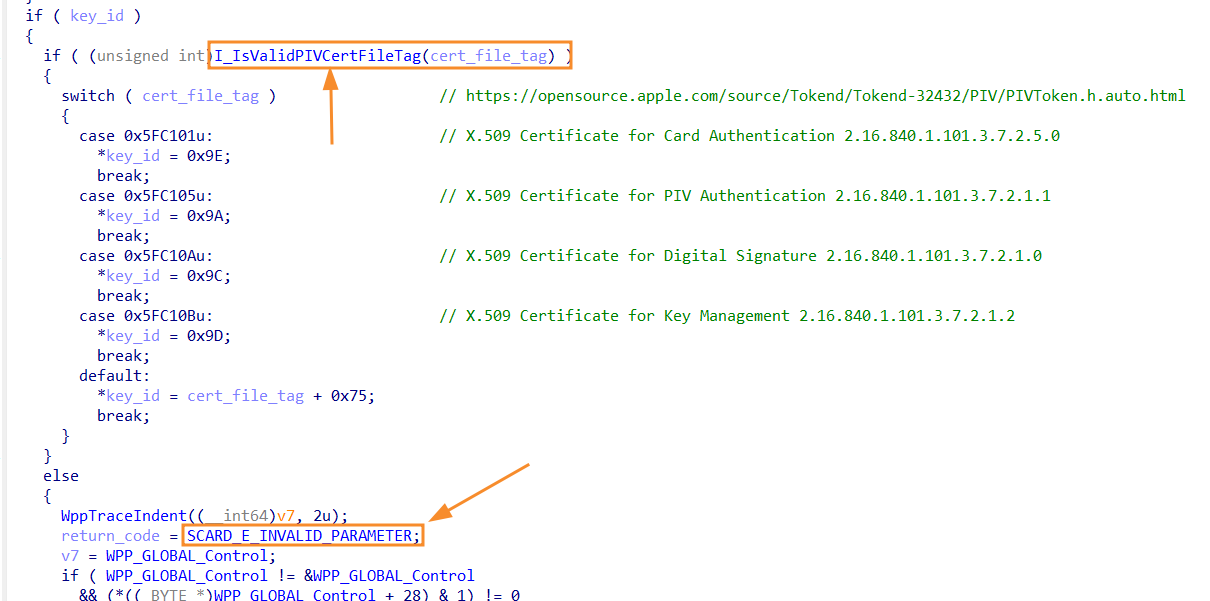 if ( key_id )
{
if ( (unsigned int)I_IsValidPIVCertFileTag(cert_file_tag) )
{
switch ( cert_file_tag ) // https://opensource.apple.com/source/Tokend/Tokend-32432/PIV/PIVToken.h.auto.html
{
case 0x5FC101u: // X.509 Certificate for Card Authentication 2.16.840.1.101.3.7.2.5.0
*key_id = 0x9E;
break;
case 0x5FC105u: // X.509 Certificate for PIV Authentication 2.16.840.1.101.3.7.2.1.1
*key_id = 0x9A;
break;
case 0x5FC10Au: // X.509 Certificate for Digital Signature 2.16.840.1.101.3.7.2.1.0
*key_id = 0x9C;
break;
case 0x5FC10Bu: // X.509 Certificate for Key Management 2.16.840.1.101.3.7.2.1.2
*key_id = 0x9D;
break;
default:
*key_id = cert_file_tag + 0x75;
break;
}
}
else
{
WppTraceIndent((__int64)v7, 2u);
return_code = SCARD_E_INVALID_PARAMETER;
v7 = WPP_GLOBAL_Control;
if ( WPP_GLOBAL_Control != &WPP_GLOBAL_Control
&& (*((_BYTE *)WPP_GLOBAL_Control + 28) & 1) != 0